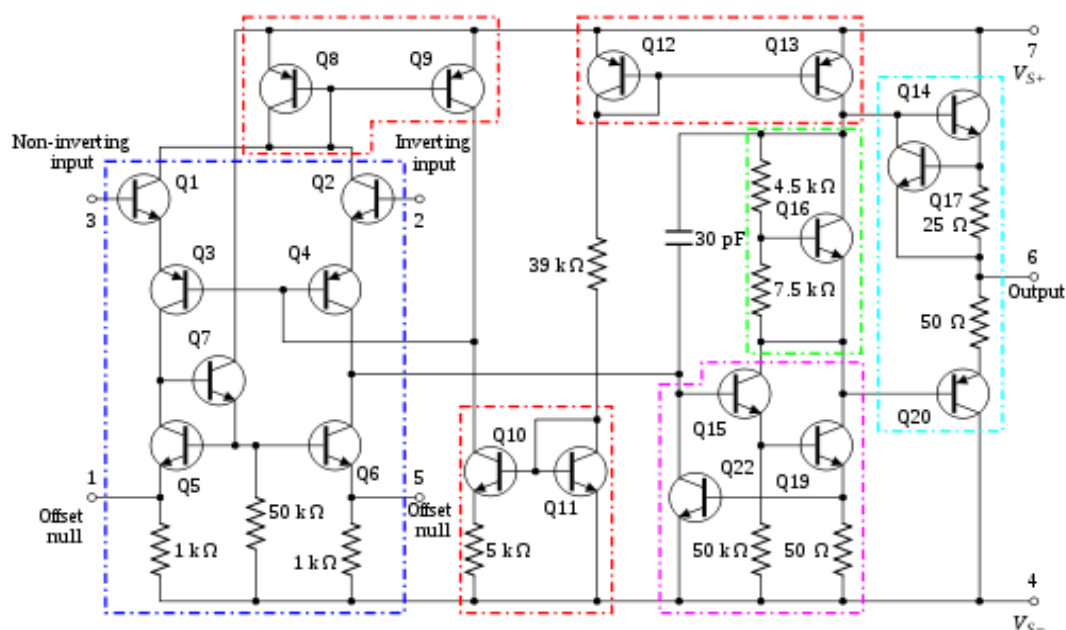 Q8
Q9
Q12
Q13
7
V_S+
Q14
Non-inverting
input
Inverting
input
Q1
Q2
3
2
4.5 kΩ
Q16
Q17
25 Ω
30 pF
Q3
Q4
39 kΩ
6
Output
7.5 kΩ
50 Ω
Q7
Q15
Q20
Q10
Q22
Q19
1
Q5
Q6
5
Q11
Offset
null
50 kΩ
Offset
null
1 kΩ
1 kΩ
5 kΩ
50 kΩ
50 Ω
4
V_S−